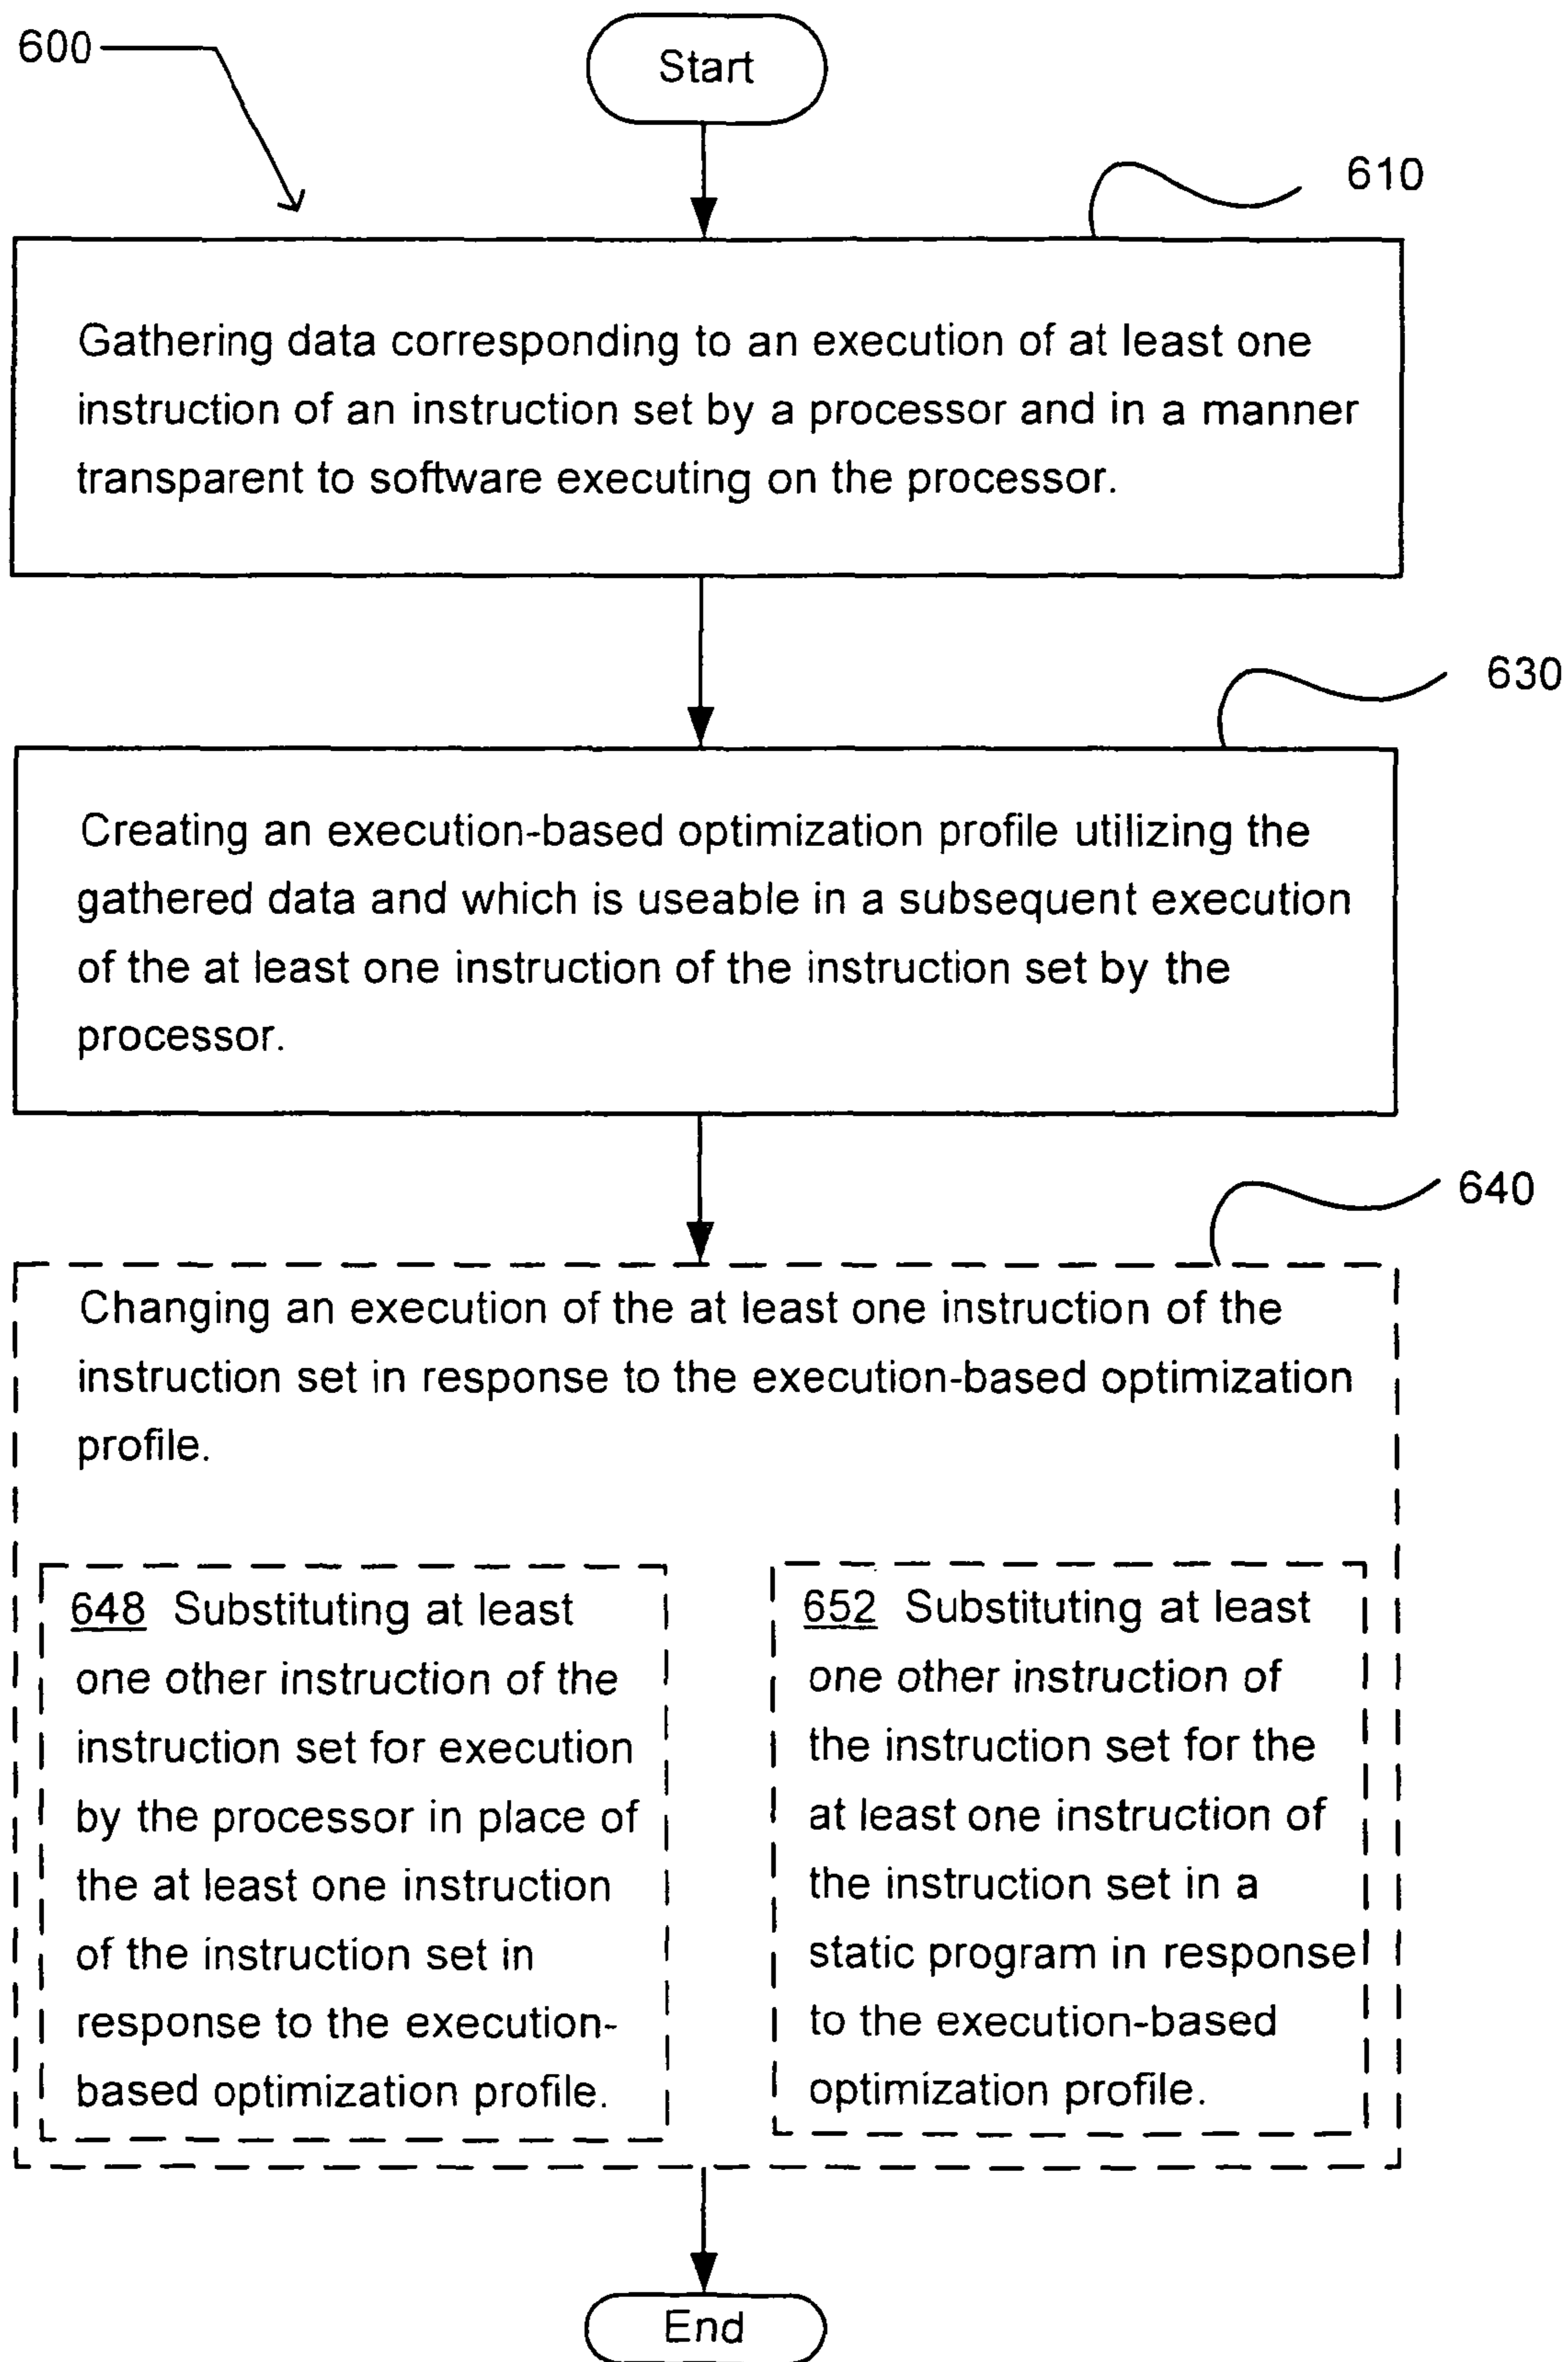 600
Start
610
Gathering data corresponding to an execution of at least one
instruction of an instruction set by a processor and in a manner
transparent to software executing on the processor.
630
Creating an execution-based optimization profile utilizing the
gathered data and which is useable in a subsequent execution
of the at least one instruction of the instruction set by the
processor.
640
Changing an execution of the at least one instruction of the
instruction set in response to the execution-based optimization
profile.
648 Substituting at least
one other instruction of the
instruction set for execution
by the processor in place of
the at least one instruction
of the instruction set in
response to the execution-
based optimization profile.
652 Substituting at least
one other instruction of
the instruction set for the
at least one instruction of
the instruction set in a
static program in response
to the execution-based
optimization profile.
End